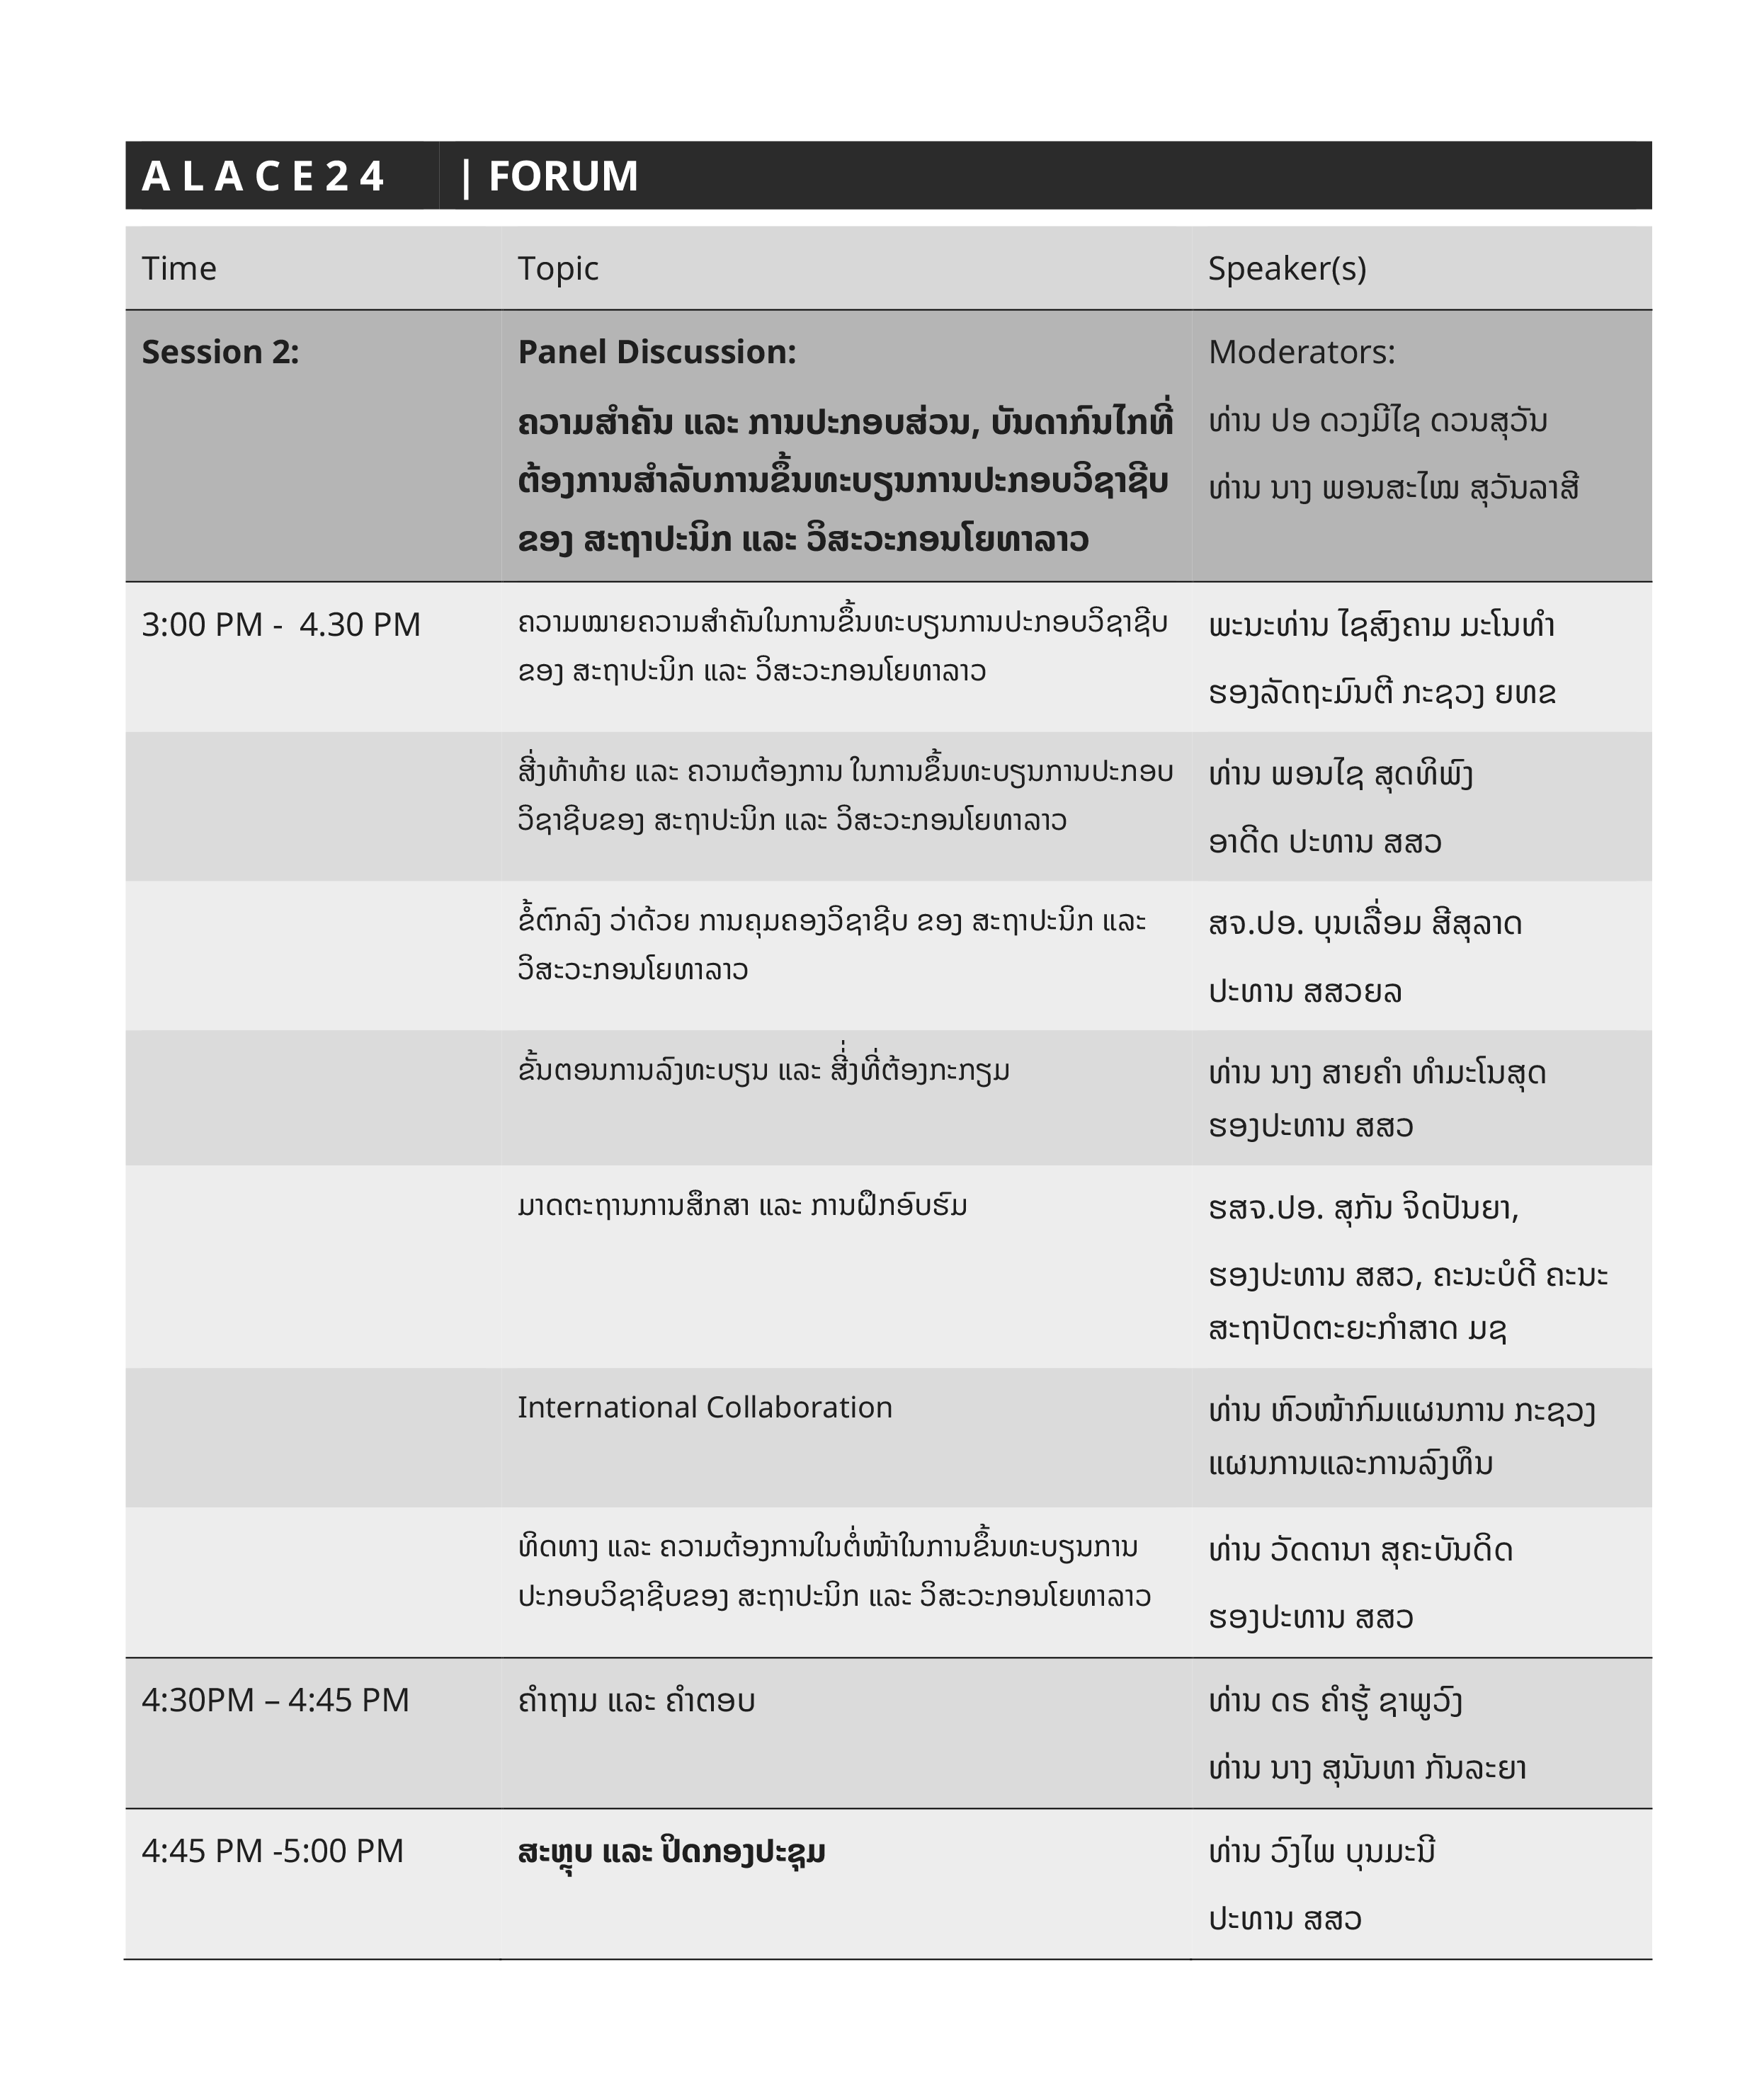 ALACE24 | FORUM
Time Topic Speaker(s)
Session 2: Panel Discussion: Moderators:
ຄວາມສຳຄັນ ແລະ ການປະກອບສ່ວນ, ບັນດາກົນໄກທີ່
ຕ້ອງການສຳລັບການຂຶ້ນທະບຽນການປະກອບວິຊາຊີບ
ຂອງ ສະຖາປະນິກ ແລະ ວິສະວະກອນໂຍທາລາວ
ທ່ານ ປອ ດວງມີໄຊ ດວນສຸວັນ
ທ່ານ ນາງ ພອນສະໄໝ ສຸວັນລາສີ
3:00 PM - 4.30 PM
ຄວາມໝາຍຄວາມສຳຄັນໃນການຂຶ້ນທະບຽນການປະກອບວິຊາຊີບ
ຂອງ ສະຖາປະນິກ ແລະ ວິສະວະກອນໂຍທາລາວ
ພະນະທ່ານ ໄຊສົງຄາມ ມະໂນທຳ
ຮອງລັດຖະມົນຕີ ກະຊວງ ຍທຂ
ສິ່ງທ້າທ້າຍ ແລະ ຄວາມຕ້ອງການ ໃນການຂຶ້ນທະບຽນການປະກອບ
ວິຊາຊີບຂອງ ສະຖາປະນິກ ແລະ ວິສະວະກອນໂຍທາລາວ
ທ່ານ ພອນໄຊ ສຸດທິພົງ
ອາດີດ ປະທານ ສສວ
ຂໍ້ຕົກລົງ ວ່າດ້ວຍ ການຄຸມຄອງວິຊາຊີບ ຂອງ ສະຖາປະນິກ ແລະ
ວິສະວະກອນໂຍທາລາວ
ສຈ.ປອ. ບຸນເລື່ອມ ສີສຸລາດ
ປະທານ ສສວຍລ
ຂັ້ນຕອນການລົງທະບຽນ ແລະ ສີ່່ງທີ່ຕ້ອງກະກຽມ
ທ່ານ ນາງ ສາຍຄຳ ທຳມະໂນສຸດ
ຮອງປະທານ ສສວ
ມາດຕະຖານການສຶກສາ ແລະ ການຝຶກອົບຮົມ
ຮສຈ.ປອ. ສຸກັນ ຈິດປັນຍາ,
ຮອງປະທານ ສສວ, ຄະນະບໍດີ ຄະນະ
ສະຖາປັດຕະຍະກຳສາດ ມຊ
International Collaboration
ທ່ານ ຫົວໜ້າກົມແຜນການ ກະຊວງ
ແຜນການແລະການລົງທຶນ
ທິດທາງ ແລະ ຄວາມຕ້ອງການໃນຕໍ່ໜ້າໃນການຂຶ້ນທະບຽນການ
ປະກອບວິຊາຊີບຂອງ ສະຖາປະນິກ ແລະ ວິສະວະກອນໂຍທາລາວ
ທ່ານ ວັດດານາ ສຸຄະບັນດິດ
ຮອງປະທານ ສສວ
4:30PM – 4:45 PM ຄຳຖາມ ແລະ ຄຳຕອບ
ທ່ານ ດຣ ຄຳຮູ້ ຊາພູວົງ
ທ່ານ ນາງ ສຸນັນທາ ກັນລະຍາ
4:45 PM -5:00 PM ສະຫຼຸບ ແລະ ປິດກອງປະຊຸມ
ທ່ານ ວົງໄພ ບຸນມະນີ
ປະທານ ສສວ